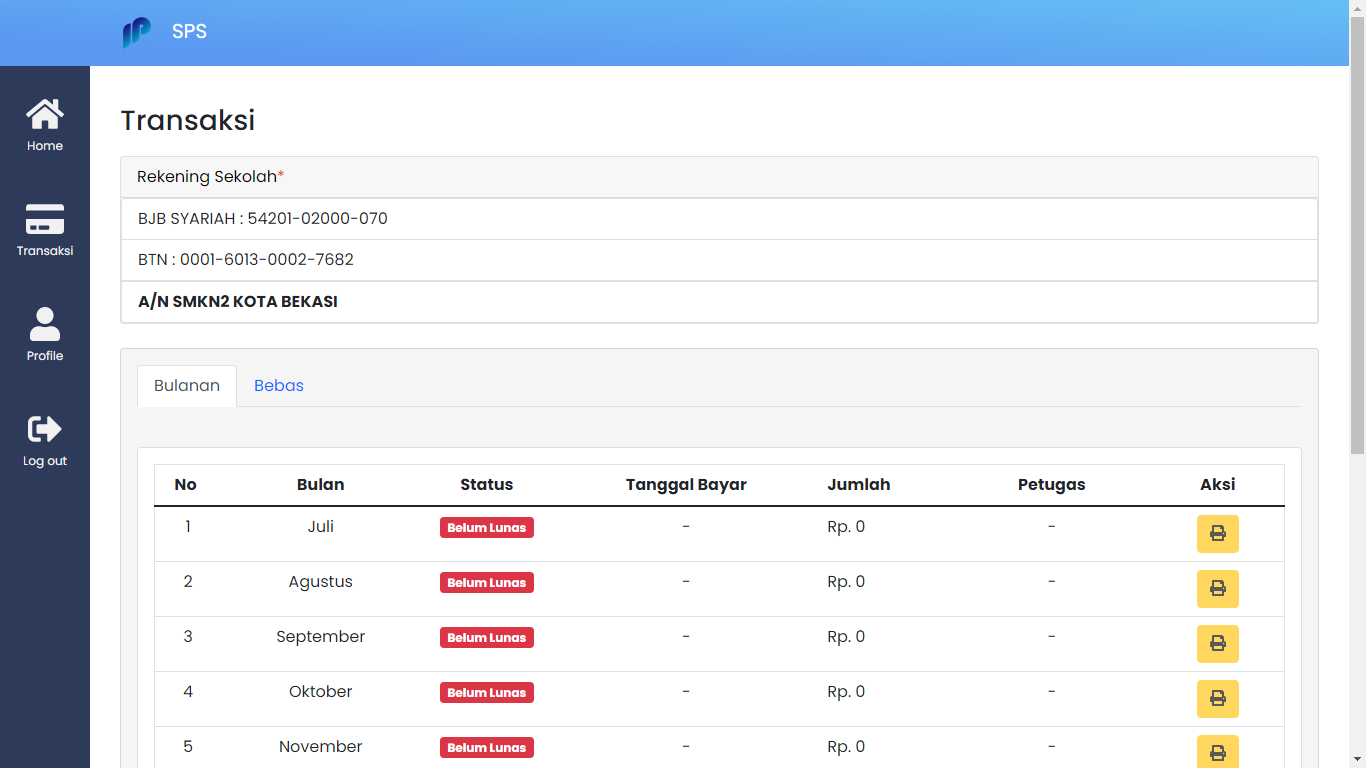 SPS
Home
Transaksi
Profile
Log out
Transaksi
Rekening Sekolah*
BJB SYARIAH : 54201-02000-070
BTN : 0001-6013-0002-7682
A/N SMKN2 KOTA BEKASI
Bulanan Bebas
No Bulan Status Tanggal Bayar Jumlah Petugas Aksi
1 Juli Belum Lunas - Rp. 0 -
2 Agustus Belum Lunas - Rp. 0 -
3 September Belum Lunas - Rp. 0 -
4 Oktober Belum Lunas - Rp. 0 -
5 November Belum Lunas - Rp. 0 -